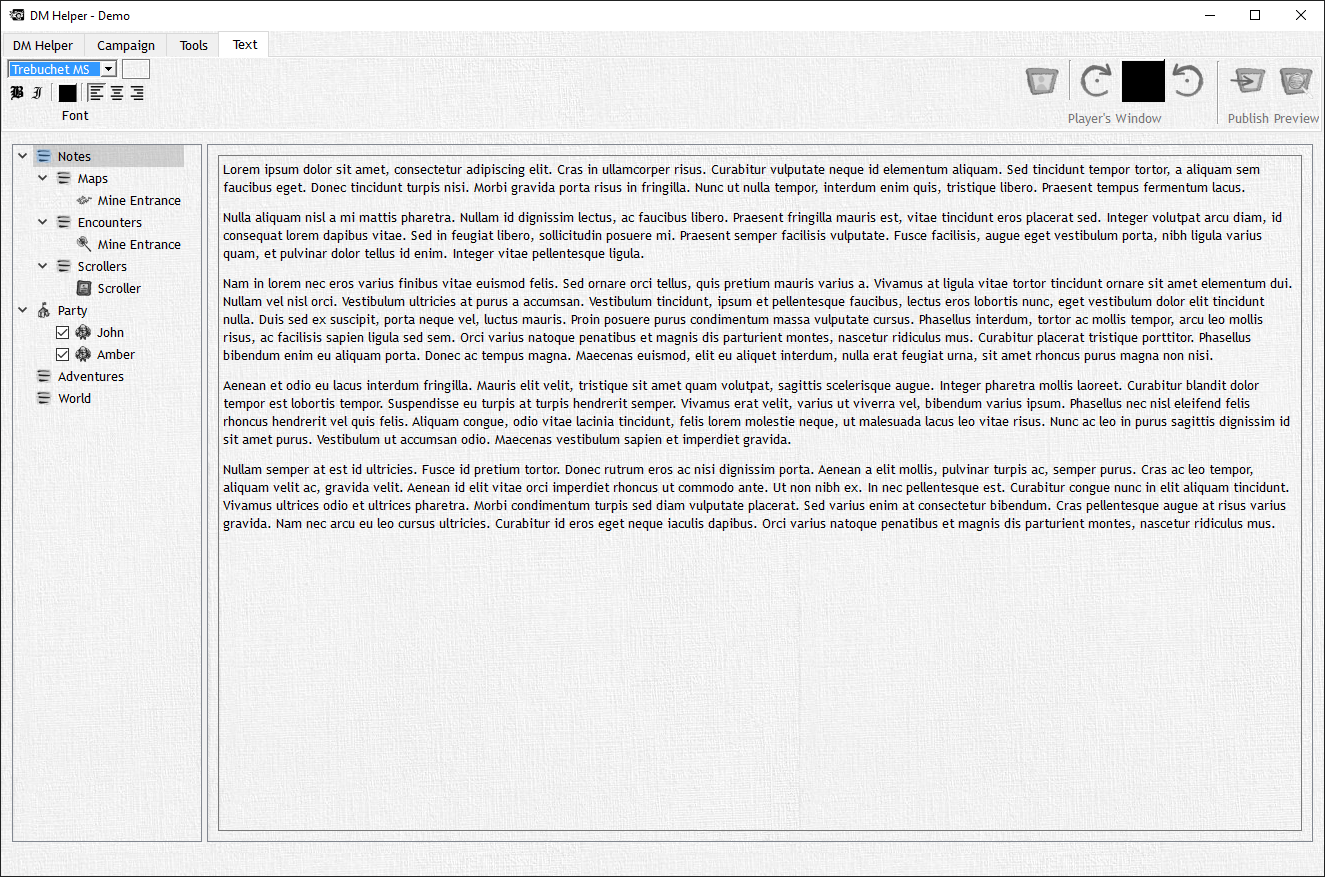 DM Helper - Demo
DM Helper Campaign Tools Text
Trebuchet MS
B I
Font
Player's Window
Publish Preview
Notes
Maps
Mine Entrance
Encounters
Mine Entrance
Scrollers
Scroller
Party
John
Amber
Adventures
World
Lorem ipsum dolor sit amet, consectetur adipiscing elit. Cras in ullamcorper risus. Curabitur vulputate neque id elementum aliquam. Sed tincidunt tempor tortor, a aliquam sem
faucibus eget. Donec tincidunt turpis nisi. Morbi gravida porta risus in fringilla. Nunc ut nulla tempor, interdum enim quis, tristique libero. Praesent tempus fermentum lacus.
Nulla aliquam nisl a mi mattis pharetra. Nullam id dignissim lectus, ac faucibus libero. Praesent fringilla mauris est, vitae tincidunt eros placerat sed. Integer volutpat arcu diam, id
consequat lorem dapibus vitae. Sed in feugiat libero, sollicitudin posuere mi. Praesent semper facilisis vulputate. Fusce facilisis, augue eget vestibulum porta, nibh ligula varius
quam, et pulvinar dolor tellus id enim. Integer vitae pellentesque ligula.
Nam in lorem nec eros varius finibus vitae euismod felis. Sed ornare orci tellus, quis pretium mauris varius a. Vivamus at ligula vitae tortor tincidunt ornare sit amet elementum dui.
Nullam vel nisl orci. Vestibulum ultricies at purus a accumsan. Vestibulum tincidunt, ipsum et pellentesque faucibus, lectus eros lobortis nunc, eget vestibulum dolor elit tincidunt
nulla. Duis sed ex suscipit, porta neque vel, luctus mauris. Proin posuere purus condimentum massa vulputate cursus. Phasellus interdum, tortor ac mollis tempor, arcu leo mollis
risus, ac facilisis sapien ligula sed sem. Orci varius natoque penatibus et magnis dis parturient montes, nascetur ridiculus mus. Curabitur placerat tristique porttitor. Phasellus
bibendum enim eu aliquam porta. Donec ac tempus magna. Maecenas euismod, elit eu aliquet interdum, nulla erat feugiat urna, sit amet rhoncus purus magna non nisi.
Aenean et odio eu lacus interdum fringilla. Mauris elit velit, tristique sit amet quam volutpat, sagittis scelerisque augue. Integer pharetra mollis laoreet. Curabitur blandit dolor
tempor est lobortis tempor. Suspendisse eu turpis at turpis hendrerit semper. Vivamus erat velit, varius ut viverra vel, bibendum varius ipsum. Phasellus nec nisl eleifend felis
rhoncus hendrerit vel quis felis. Aliquam congue, odio vitae lacinia tincidunt, felis lorem molestie neque, ut malesuada lacus leo vitae risus. Nunc ac leo in purus sagittis dignissim id
sit amet purus. Vestibulum ut accumsan odio. Maecenas vestibulum sapien et imperdiet gravida.
Nullam semper at est id ultricies. Fusce id pretium tortor. Donec rutrum eros ac nisi dignissim porta. Aenean a elit mollis, pulvinar turpis ac, semper purus. Cras ac leo tempor,
aliquam velit ac, gravida velit. Aenean id elit vitae orci imperdiet rhoncus ut commodo ante. Ut non nibh ex. In nec pellentesque est. Curabitur congue nunc in elit aliquam tincidunt.
Vivamus ultrices odio et ultrices pharetra. Morbi condimentum turpis sed diam vulputate placerat. Sed varius enim at consectetur bibendum. Cras pellentesque augue at risus varius
gravida. Nam nec arcu eu leo cursus ultricies. Curabitur id eros eget neque iaculis dapibus. Orci varius natoque penatibus et magnis dis parturient montes, nascetur ridiculus mus.